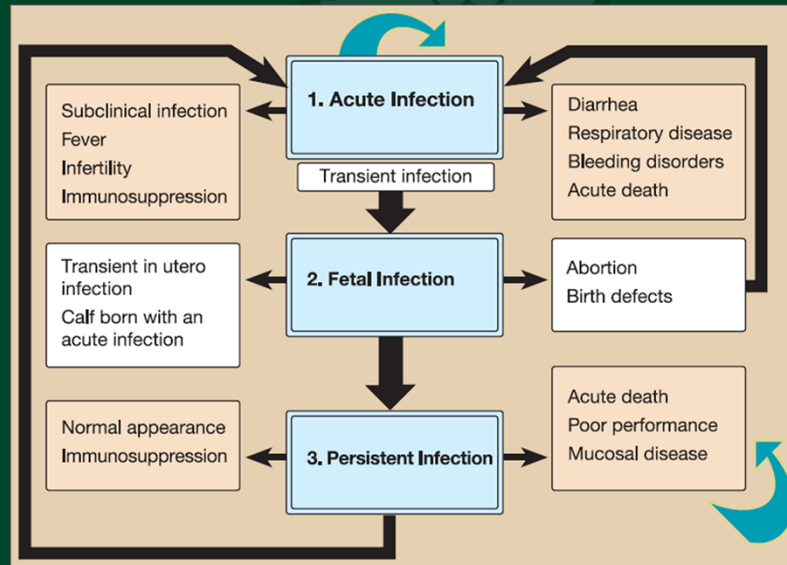 1. Acute Infection
Subclinical infection
Fever
Infertility
Immunosuppression
Diarrhea
Respiratory disease
Bleeding disorders
Acute death
Transient infection
2. Fetal Infection
Transient in utero
infection
Calf born with an
acute infection
Abortion
Birth defects
3. Persistent Infection
Normal appearance
Immunosuppression
Acute death
Poor performance
Mucosal disease